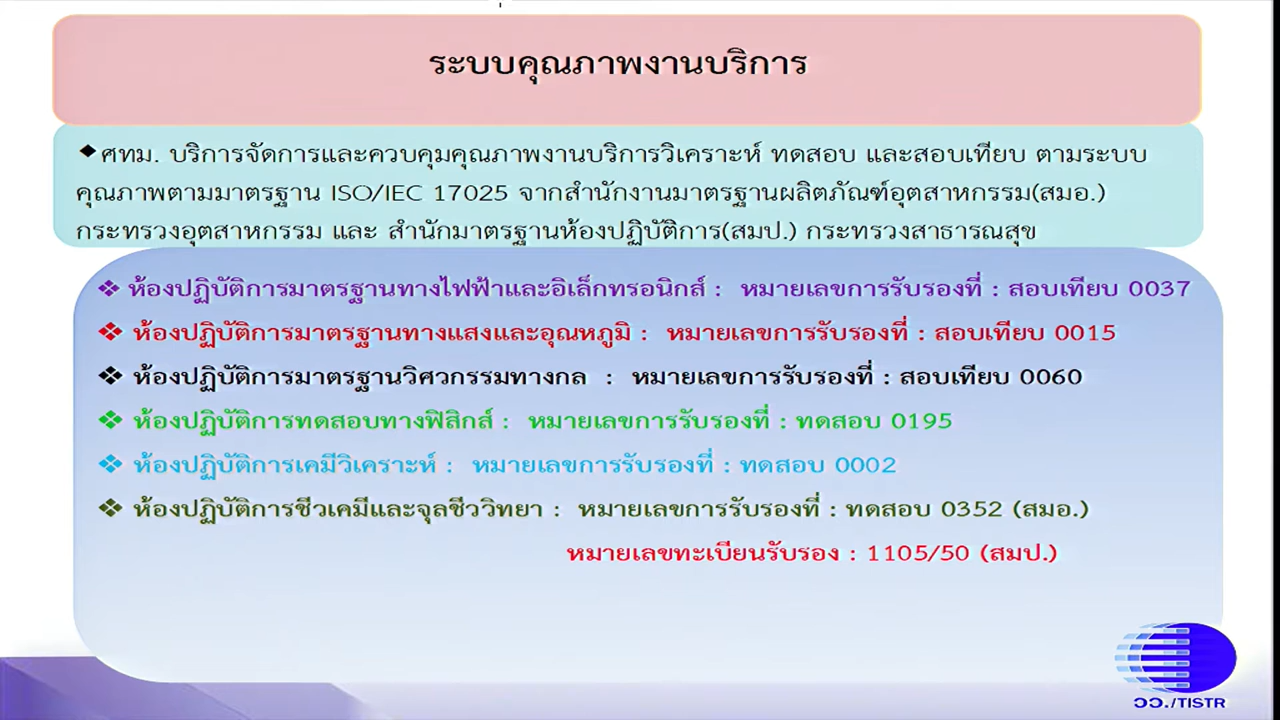 ระบบคุณภาพงานบริการ
◆ศทม. บริการจัดการและควบคุมคุณภาพงานบริการวิเคราะห์ ทดสอบ และสอบเทียบ ตามระบบ
คุณภาพตามมาตรฐาน ISO/IEC 17025 จากสำนักงานมาตรฐานผลิตภัณฑ์อุตสาหกรรม(สมอ.)
กระทรวงอุตสาหกรรม และ สำนักมาตรฐานห้องปฏิบัติการ(สมป.) กระทรวงสาธารณสุข
❖ ห้องปฏิบัติการมาตรฐานทางไฟฟ้าและอิเล็กทรอนิกส์ : หมายเลขการรับรองที่ : สอบเทียบ 0037
❖ ห้องปฏิบัติการมาตรฐานทางแสงและอุณหภูมิ : หมายเลขการรับรองที่ : สอบเทียบ 0015
❖ ห้องปฏิบัติการมาตรฐานวิศวกรรมทางกล : หมายเลขการรับรองที่ : สอบเทียบ 0060
❖ ห้องปฏิบัติการทดสอบทางฟิสิกส์ : หมายเลขการรับรองที่ : ทดสอบ 0195
❖ ห้องปฏิบัติการเคมีวิเคราะห์ : หมายเลขการรับรองที่ : ทดสอบ 0002
❖ ห้องปฏิบัติการชีวเคมีและจุลชีววิทยา : หมายเลขการรับรองที่ : ทดสอบ 0352 (สมอ.)
หมายเลขทะเบียนรับรอง : 1105/50 (สมป.)
วว./TISTR